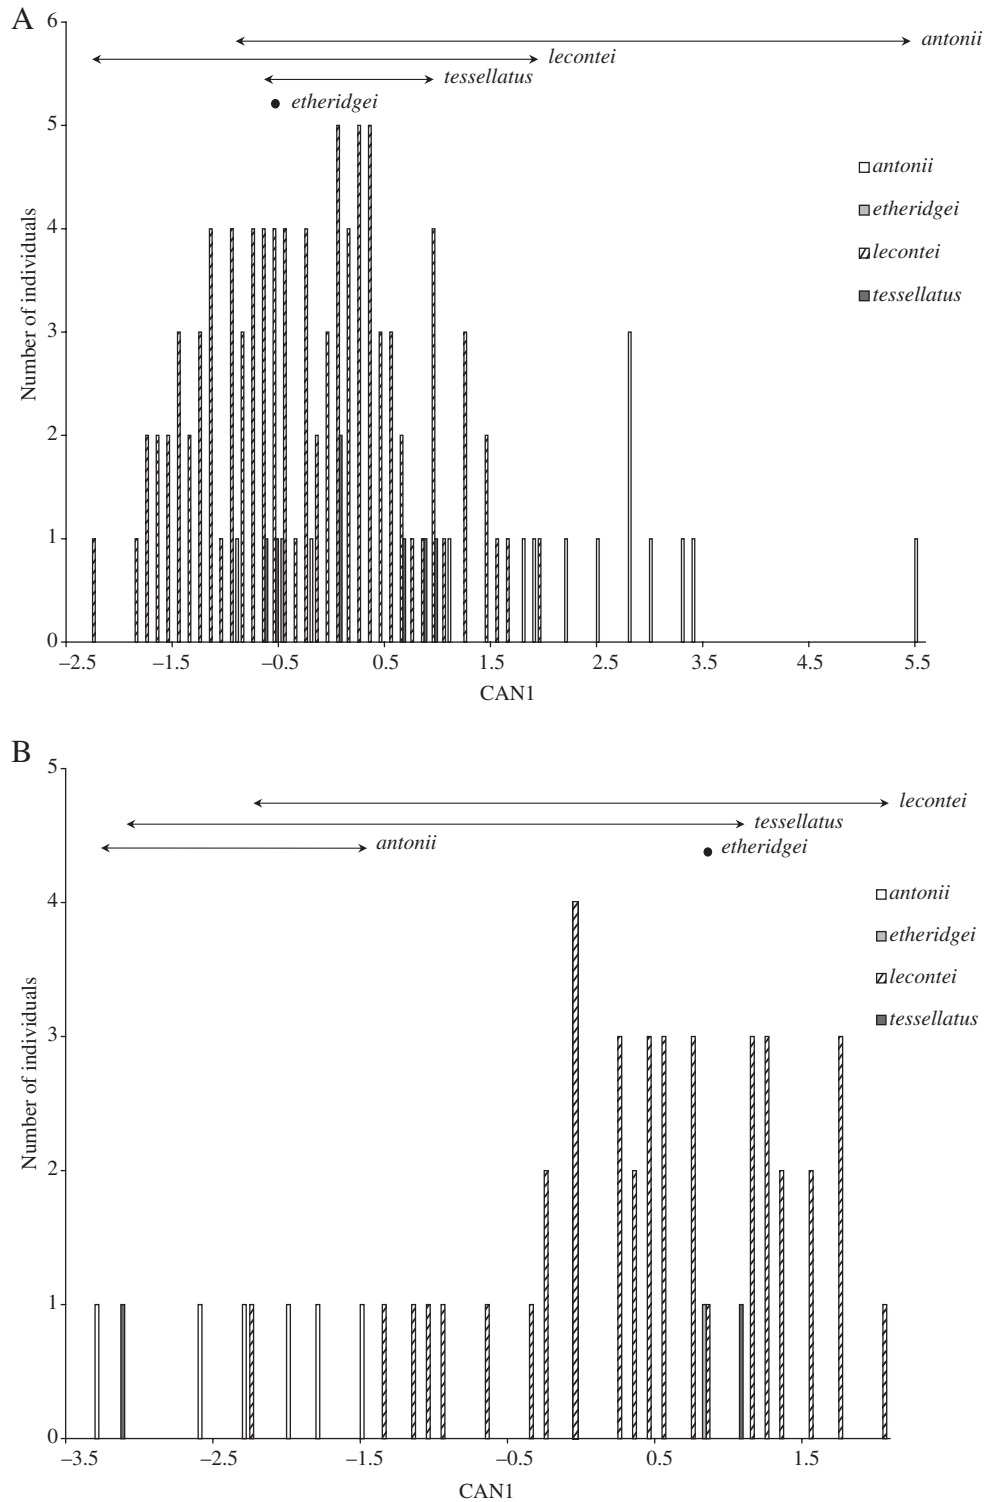 A
6
antonii
lecontei
tessellatus
etheridgei
5
antonii
4
etheridgei
lecontei
3
tessellatus
2
1
0
Number of individuals
–2.5 –1.5 –0.5 0.5 1.5 2.5 3.5 4.5 5.5
CAN1
B
5
lecontei
tessellatus
antonii
etheridgei
4
antonii
etheridgei
lecontei
3
tessellatus
2
1
0
Number of individuals
–3.5 –2.5 –1.5 –0.5 0.5 1.5
CAN1